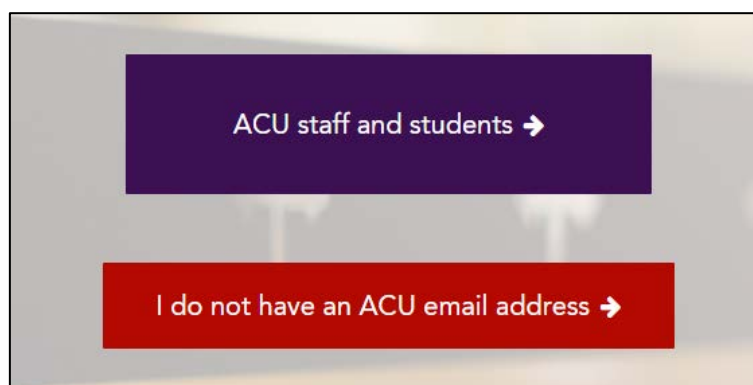 ACU staff and students →
I do not have an ACU email address →